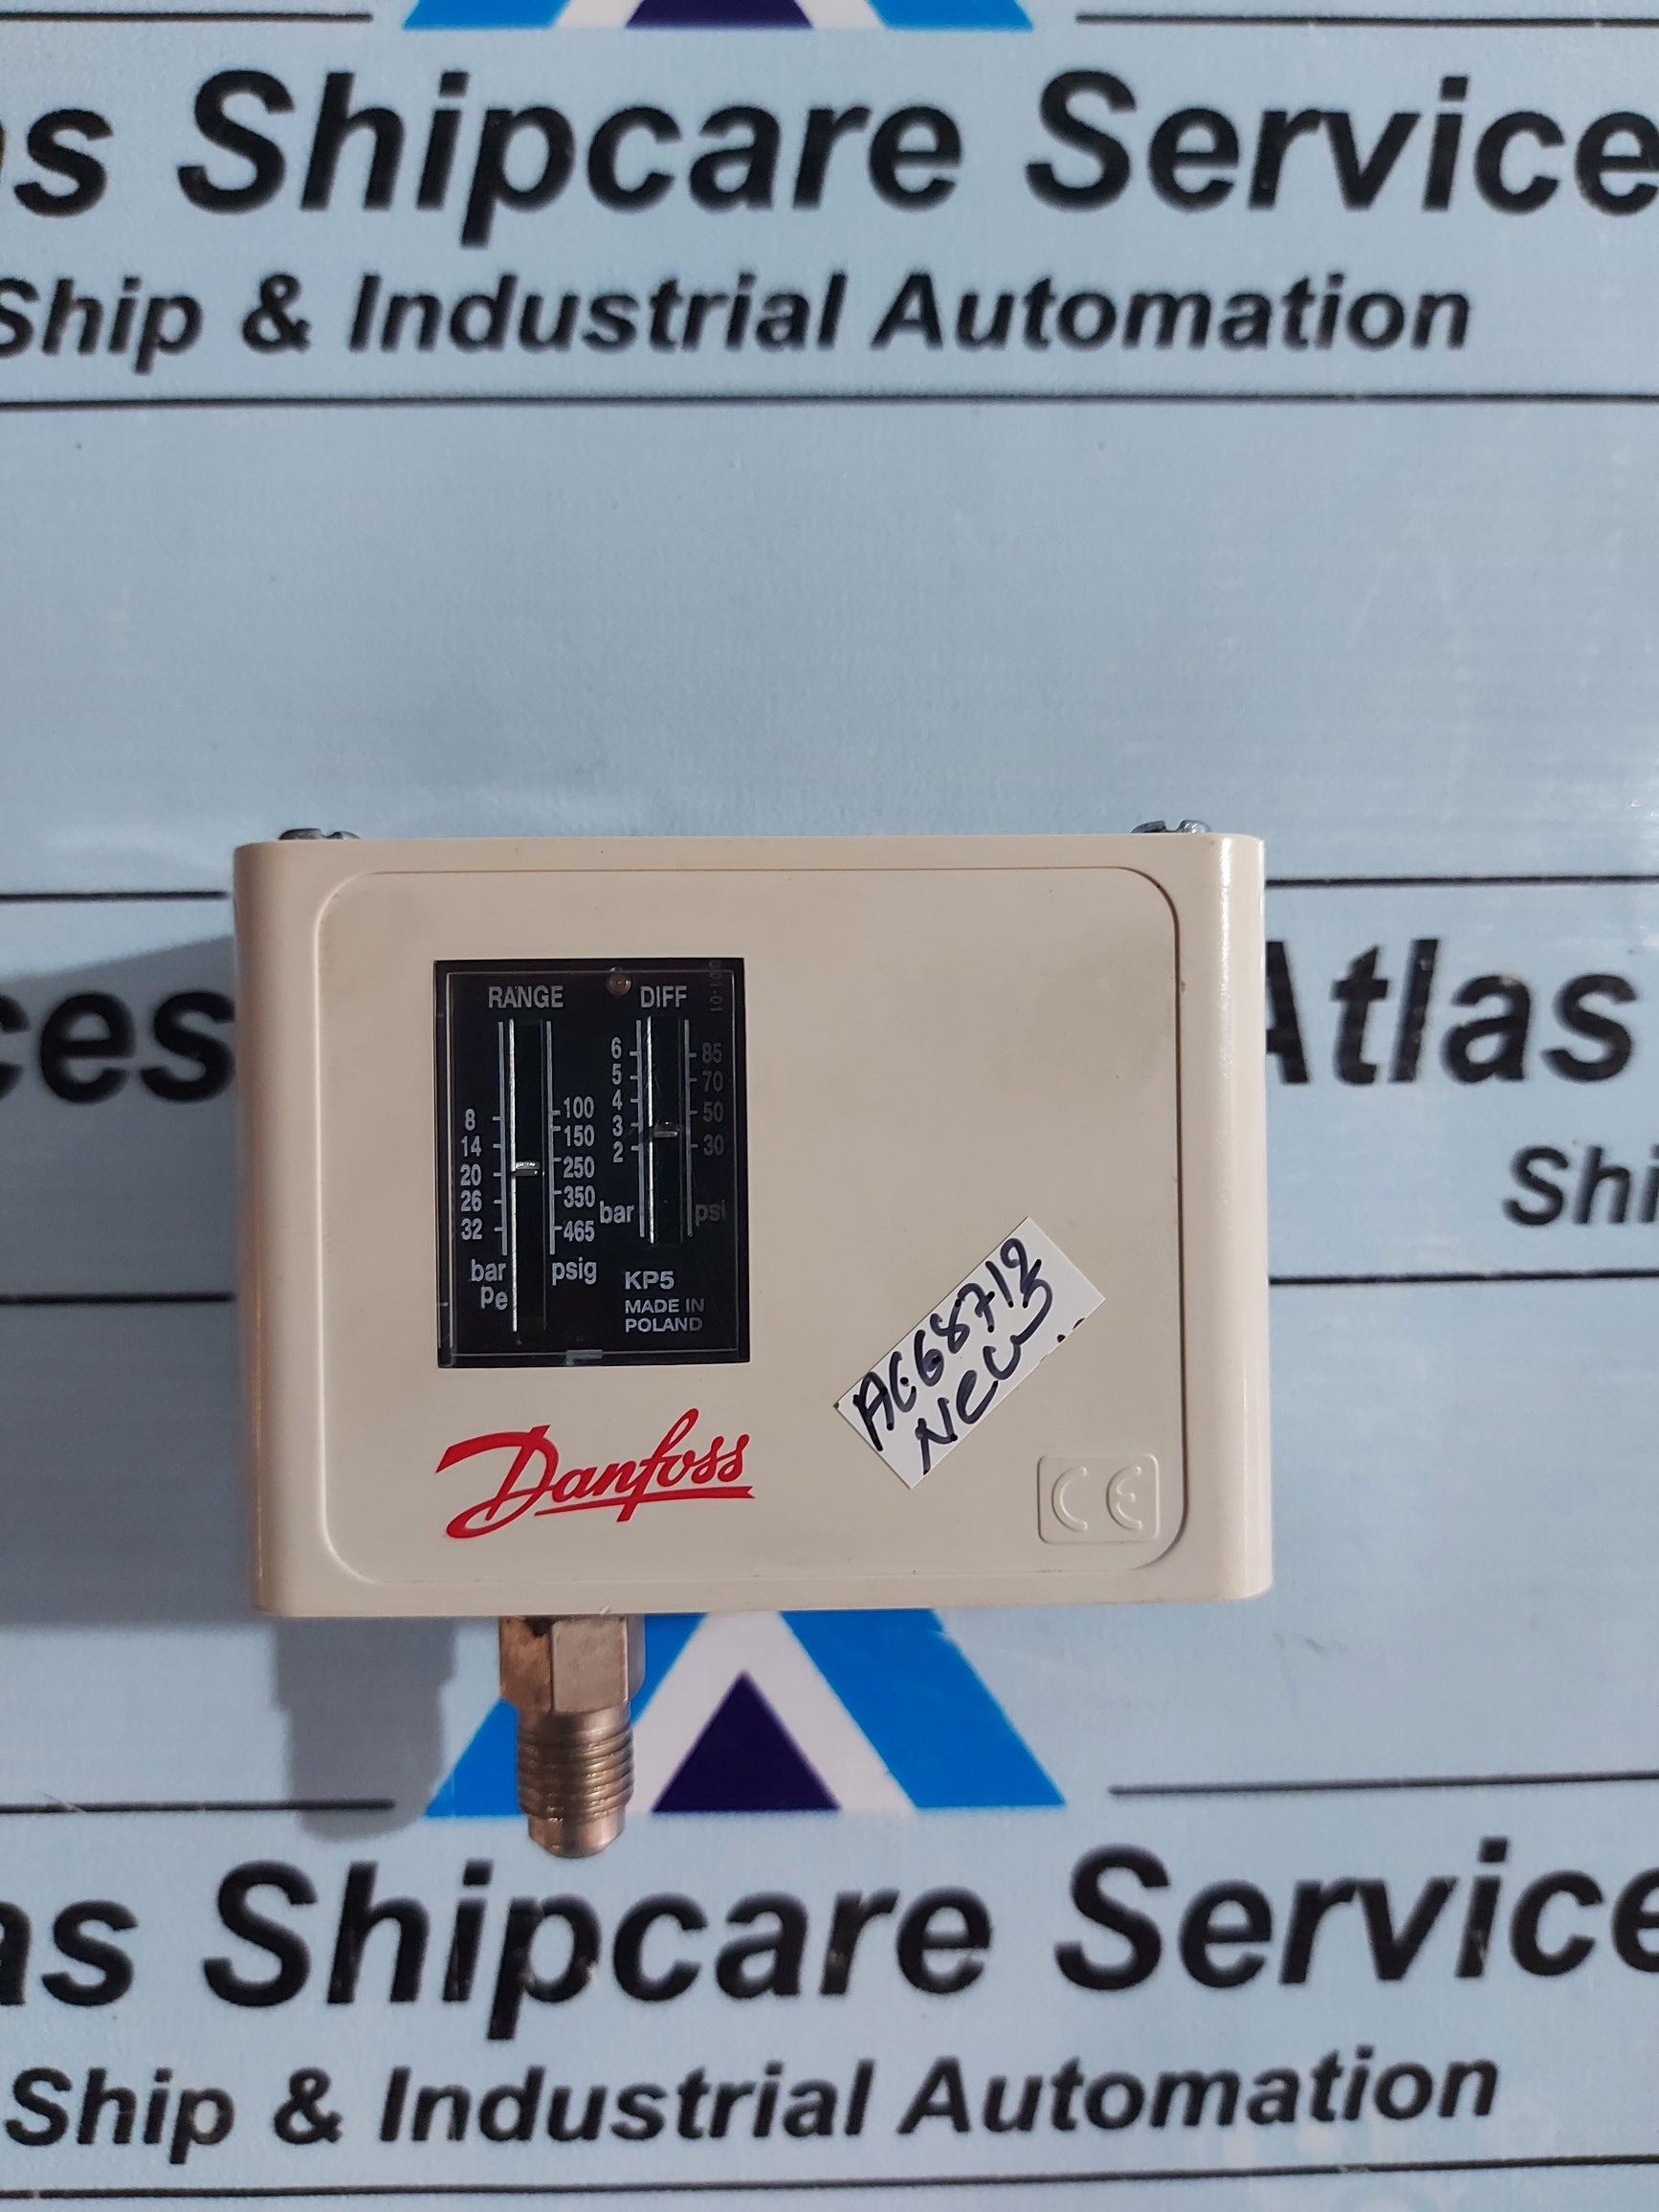 as Shipcare Service
Ship & Industrial Automation
ces
Atlas
Shi
RANGE
DIFF
8
14
20
26
32
bar
pe
100
150
250
350
465
psig
6
5
4
3
2
bar
85
70
50
30
psi
KP5
MADE IN
POLAND
Danfoss
AC68712
New
CE
as Shipcare Service
Ship & Industrial Automation